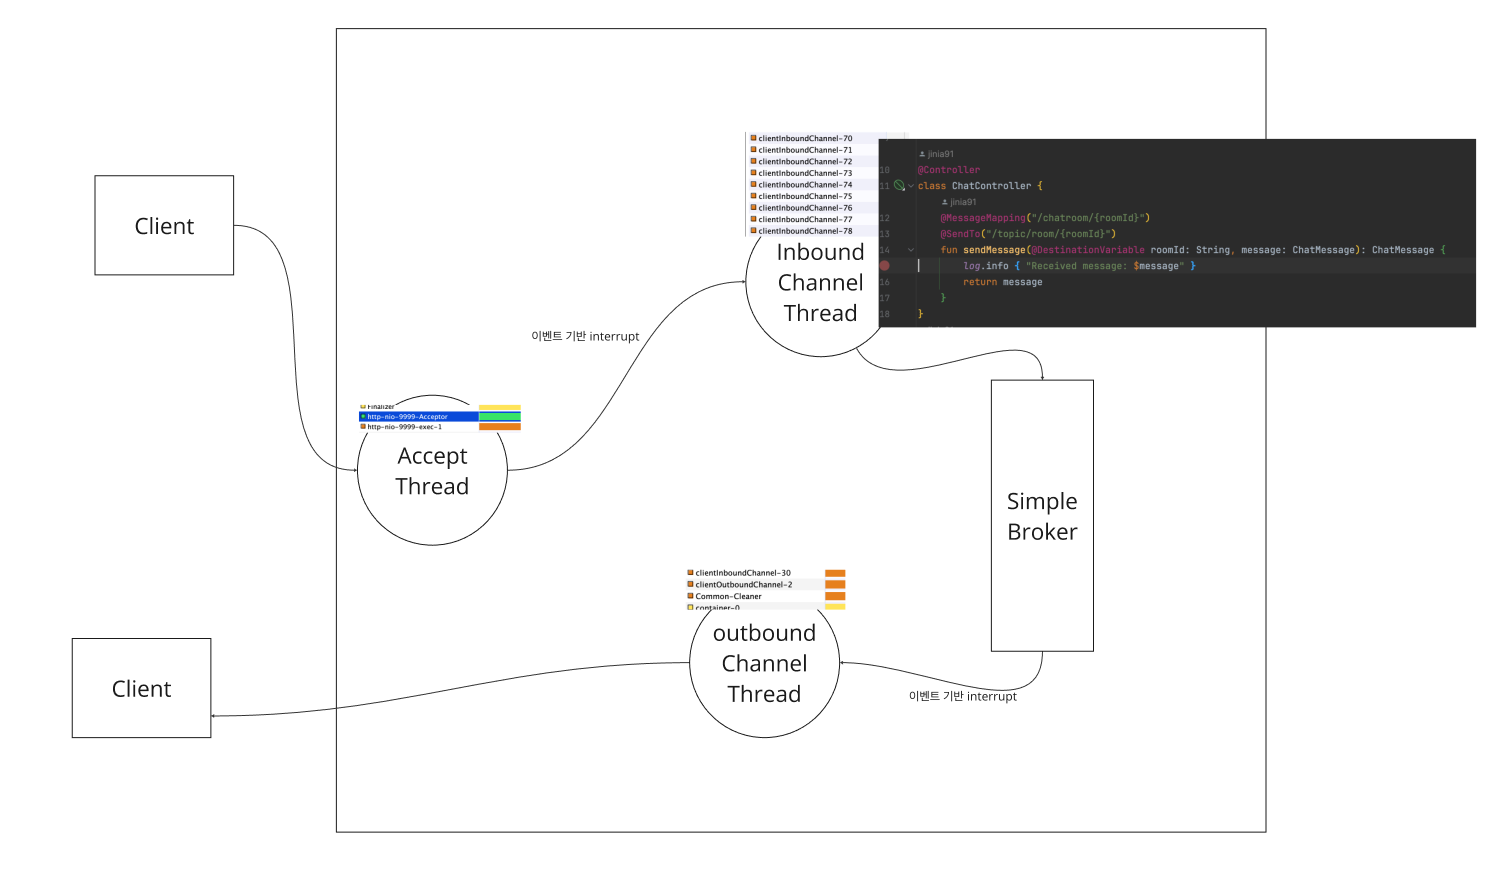 Client
clientInboundChannel-70
clientInboundChannel-71
clientInboundChannel-72
clientInboundChannel-73
clientInboundChannel-74
clientInboundChannel-75
clientInboundChannel-76
clientInboundChannel-77
clientInboundChannel-78
Inbound
Channel
Thread
jinia91
10 @Controller
11 class ChatController {
jinia91
12 @MessageMapping("/chatroom/{roomId}")
13 @SendTo("/topic/room/{roomId}")
14 fun sendMessage(@DestinationVariable roomId: String, message: ChatMessage): ChatMessage {
log.info { "Received message: $message" }
16 return message
17 }
18 }
이벤트 기반 interrupt
Finalizer
http-nio-9999-Acceptor
http-nio-9999-exec-1
Accept
Thread
Simple
Broker
clientInboundChannel-30
clientOutboundChannel-2
Common-Cleaner
container-0
outbound
Channel
Thread
이벤트 기반 interrupt
Client